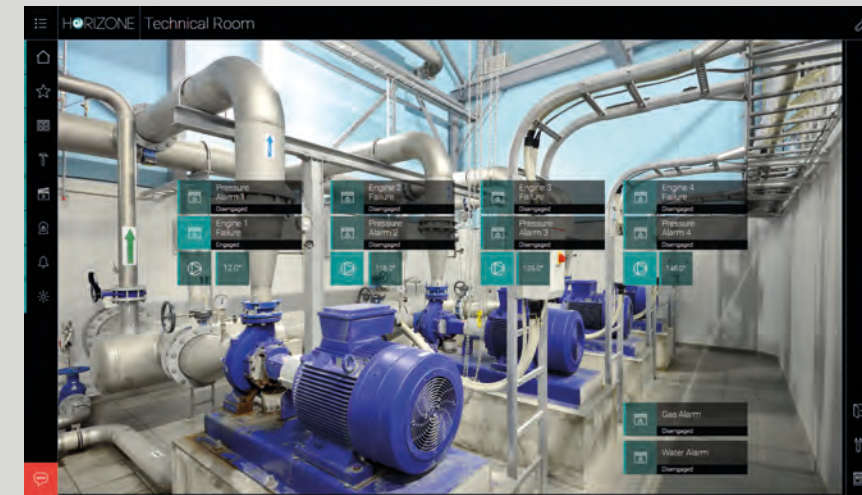 HORIZONE Technical Room
Pressure
Alarm 1
Disengaged
Engine 2
Failure
Disengaged
Engine 3
Failure
Disengaged
Engine 4
Failure
Disengaged
Engine 1
Failure
Engaged
Pressure
Alarm 2
Disengaged
Pressure
Alarm 3
Disengaged
Pressure
Alarm 4
Disengaged
12.0°
Gas Alarm
Disengaged
Water Alarm
Disengaged